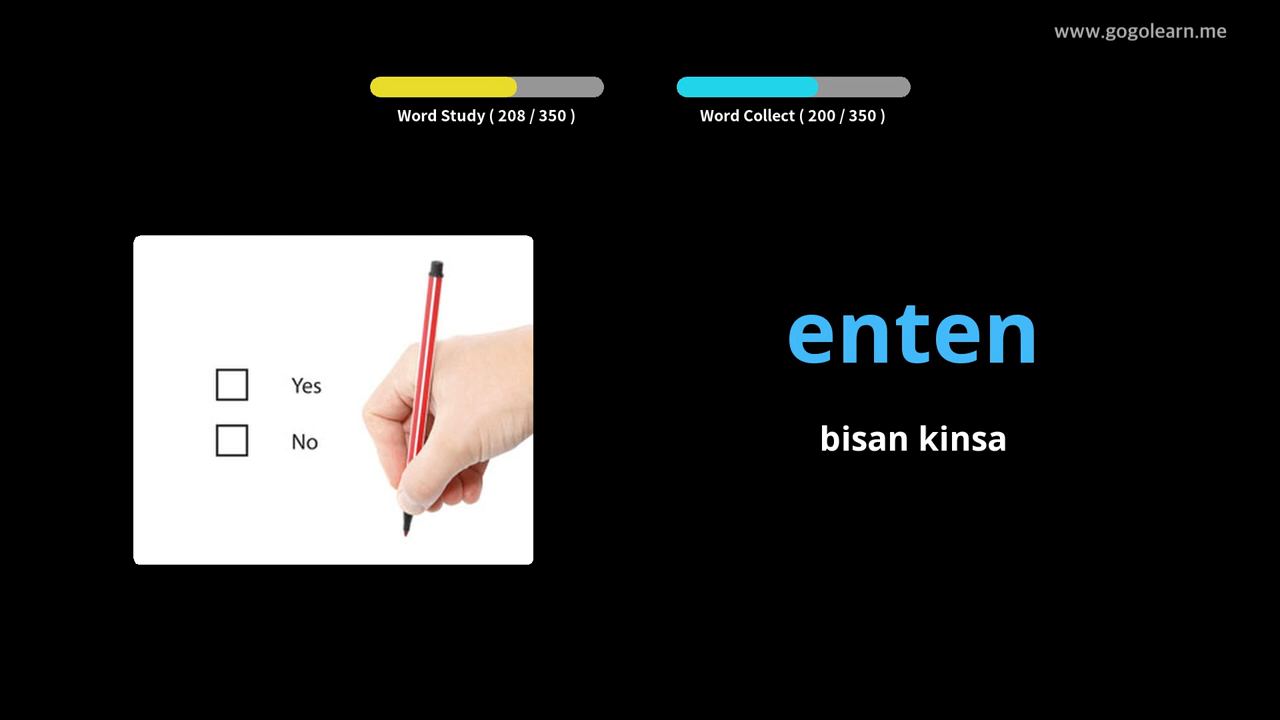 www.gogolearn.me
Word Study ( 208 / 350 )
Word Collect ( 200 / 350 )
Yes
No
enten
bisan kinsa